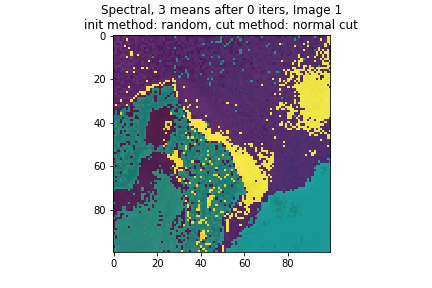 Spectral, 3 means after 0 iters, Image 1
init method: random, cut method: normal cut
0
20
40
60
80
0 20 40 60 80